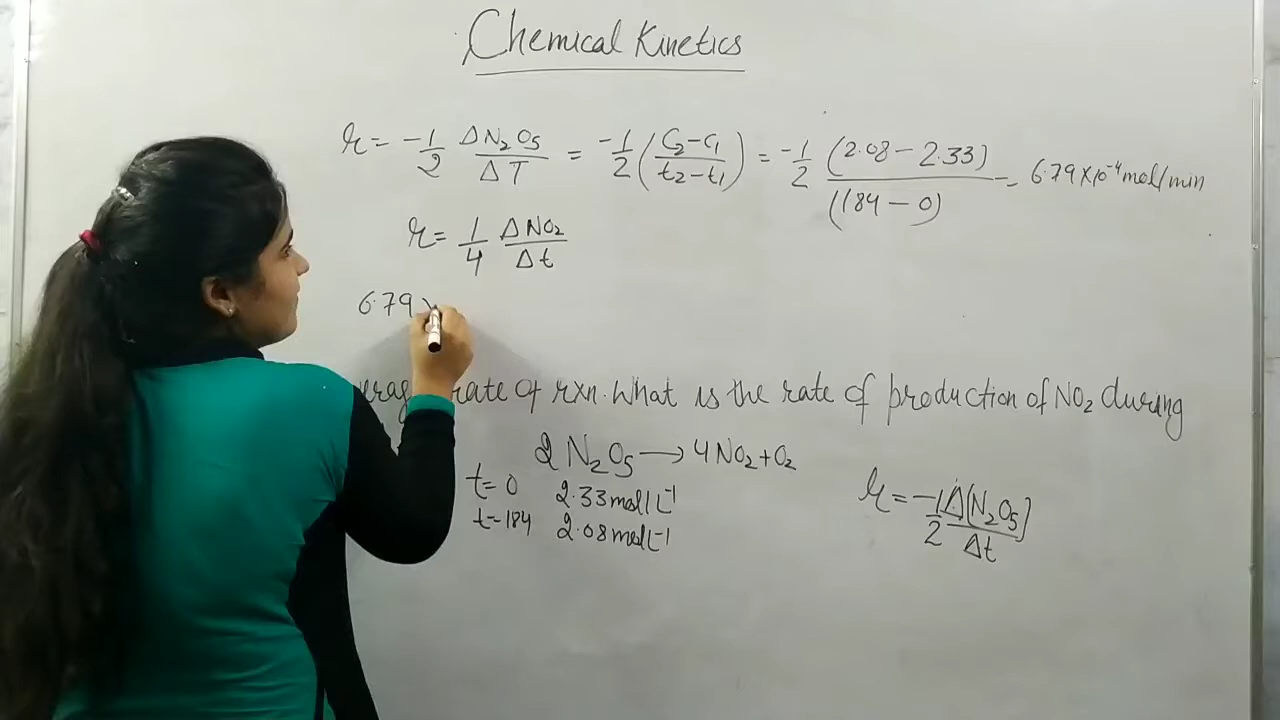 Chemical Kinetics
r = -1/2 ΔN₂O₅/ΔT = -1/2 (C₂-C₁/t₂-t₁) = -1/2 (2.08 - 2.33)/(184 - 0) = 6.79 X10⁻⁴ mol/min
r = 1/4 ΔNO₂/Δt
6.79 x
rate of rxn. What is the rate of production of NO₂ during
2 N₂O₅ → 4NO₂+O₂
t=0 2.33 mol L⁻¹
t=184 2.08 mol L⁻¹
r = -1/2 Δ[N₂O₅]/Δt